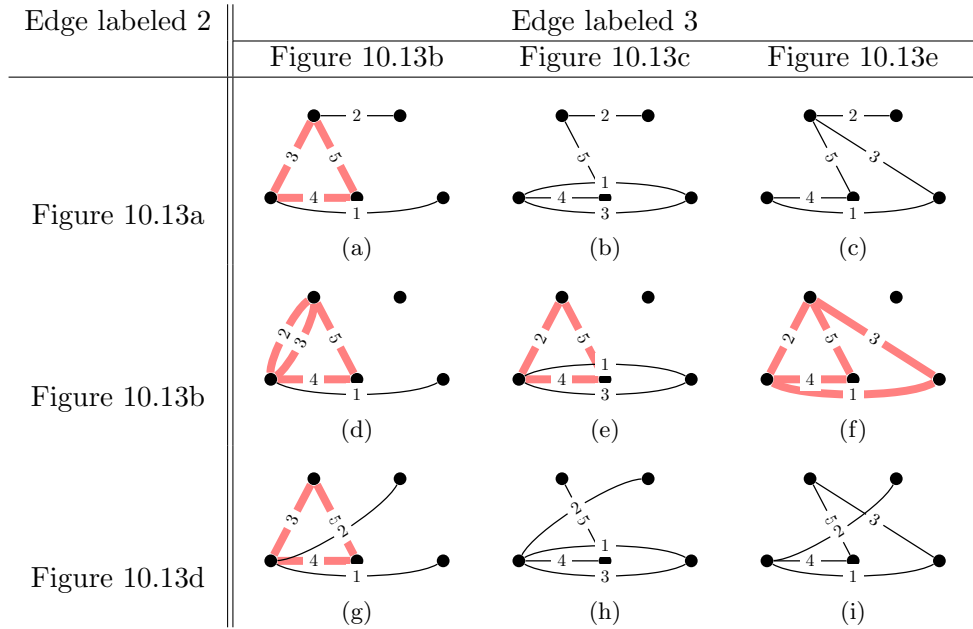 Edge labeled 2 Edge labeled 3
Figure 10.13b Figure 10.13c Figure 10.13e
2 2 2
3 5 5 5 3
1
4 4 4
1 3 1
Figure 10.13a
(a) (b) (c)
2 3 5 2 5 2 5 3
1
4 4 4
1 3 1
Figure 10.13b
(d) (e) (f)
3 5 2 2 5 5 2 3
1
4 4 4
1 3 1
Figure 10.13d
(g) (h) (i)